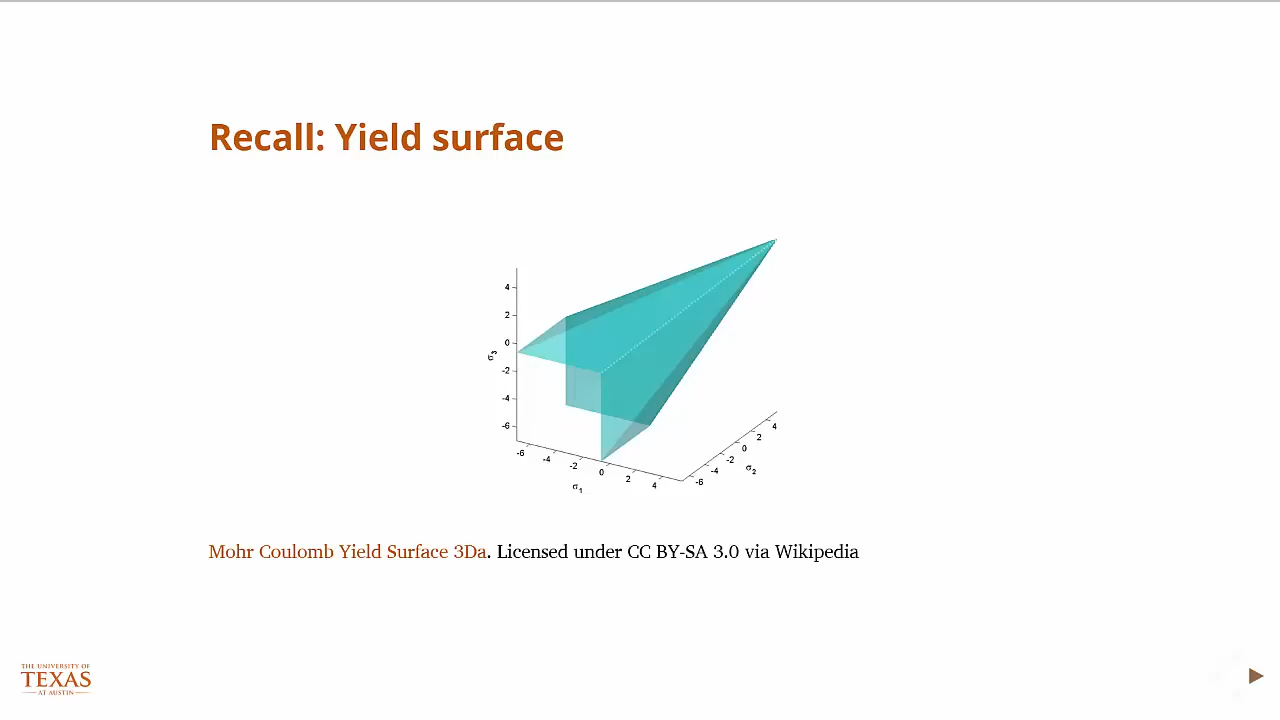 Recall: Yield surface
4
2
0
-2
-4
-6
σ3
-6
-4
-2
0
2
4
σ1
-6
-4
-2
0
2
4
σ2
Mohr Coulomb Yield Surface 3Da. Licensed under CC BY-SA 3.0 via Wikipedia
THE UNIVERSITY OF
TEXAS
AT AUSTIN